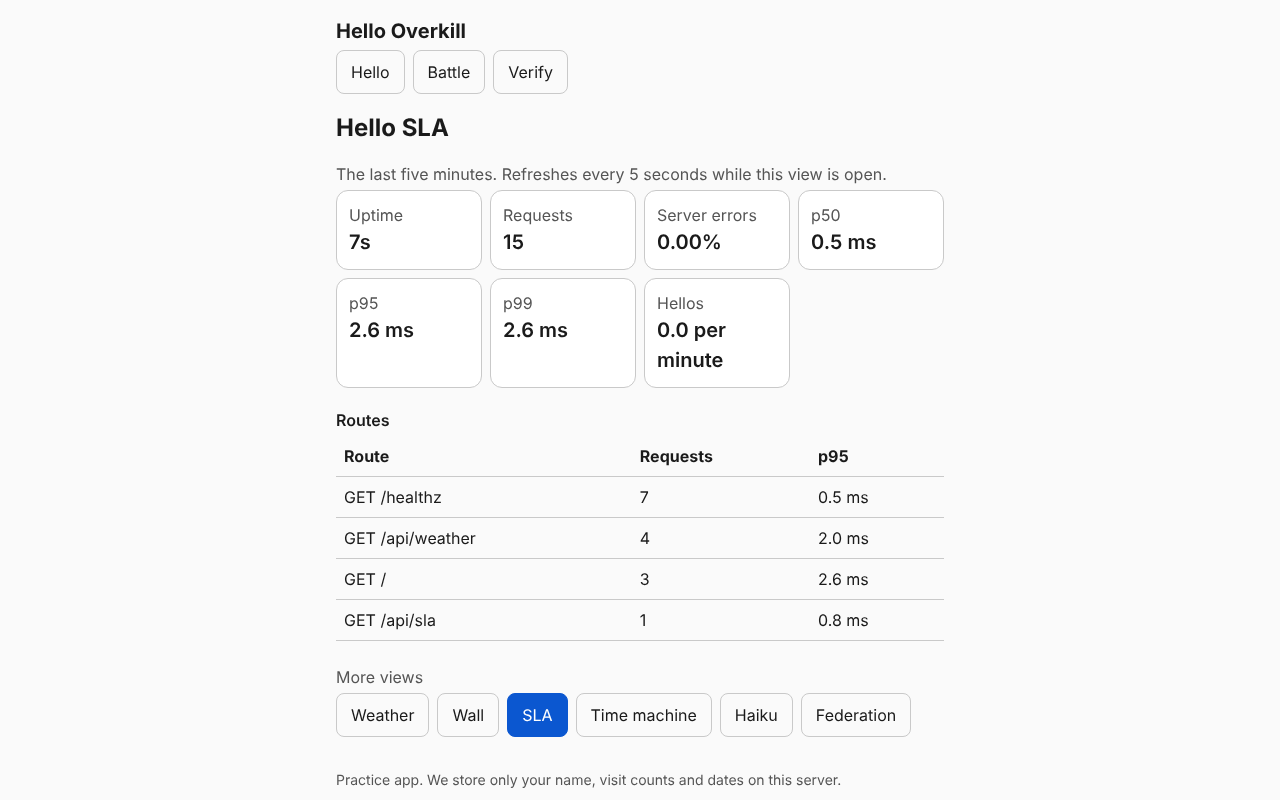 Hello Overkill
Hello Battle Verify
Hello SLA
The last five minutes. Refreshes every 5 seconds while this view is open.
Uptime
7s
Requests
15
Server errors
0.00%
p50
0.5 ms
p95
2.6 ms
p99
2.6 ms
Hellos
0.0 per
minute
Routes
Route Requests p95
GET /healthz 7 0.5 ms
GET /api/weather 4 2.0 ms
GET / 3 2.6 ms
GET /api/sla 1 0.8 ms
More views
Weather Wall SLA Time machine Haiku Federation
Practice app. We store only your name, visit counts and dates on this server.